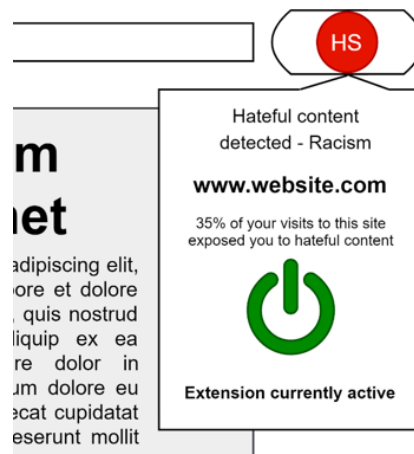 HS
Hateful content
detected - Racism
www.website.com
35% of your visits to this site
exposed you to hateful content
Extension currently active
m
net
adipiscing elit,
ore et dolore
, quis nostrud
liquip ex ea
re dolor in
um dolore eu
ecat cupidatat
eserunt mollit